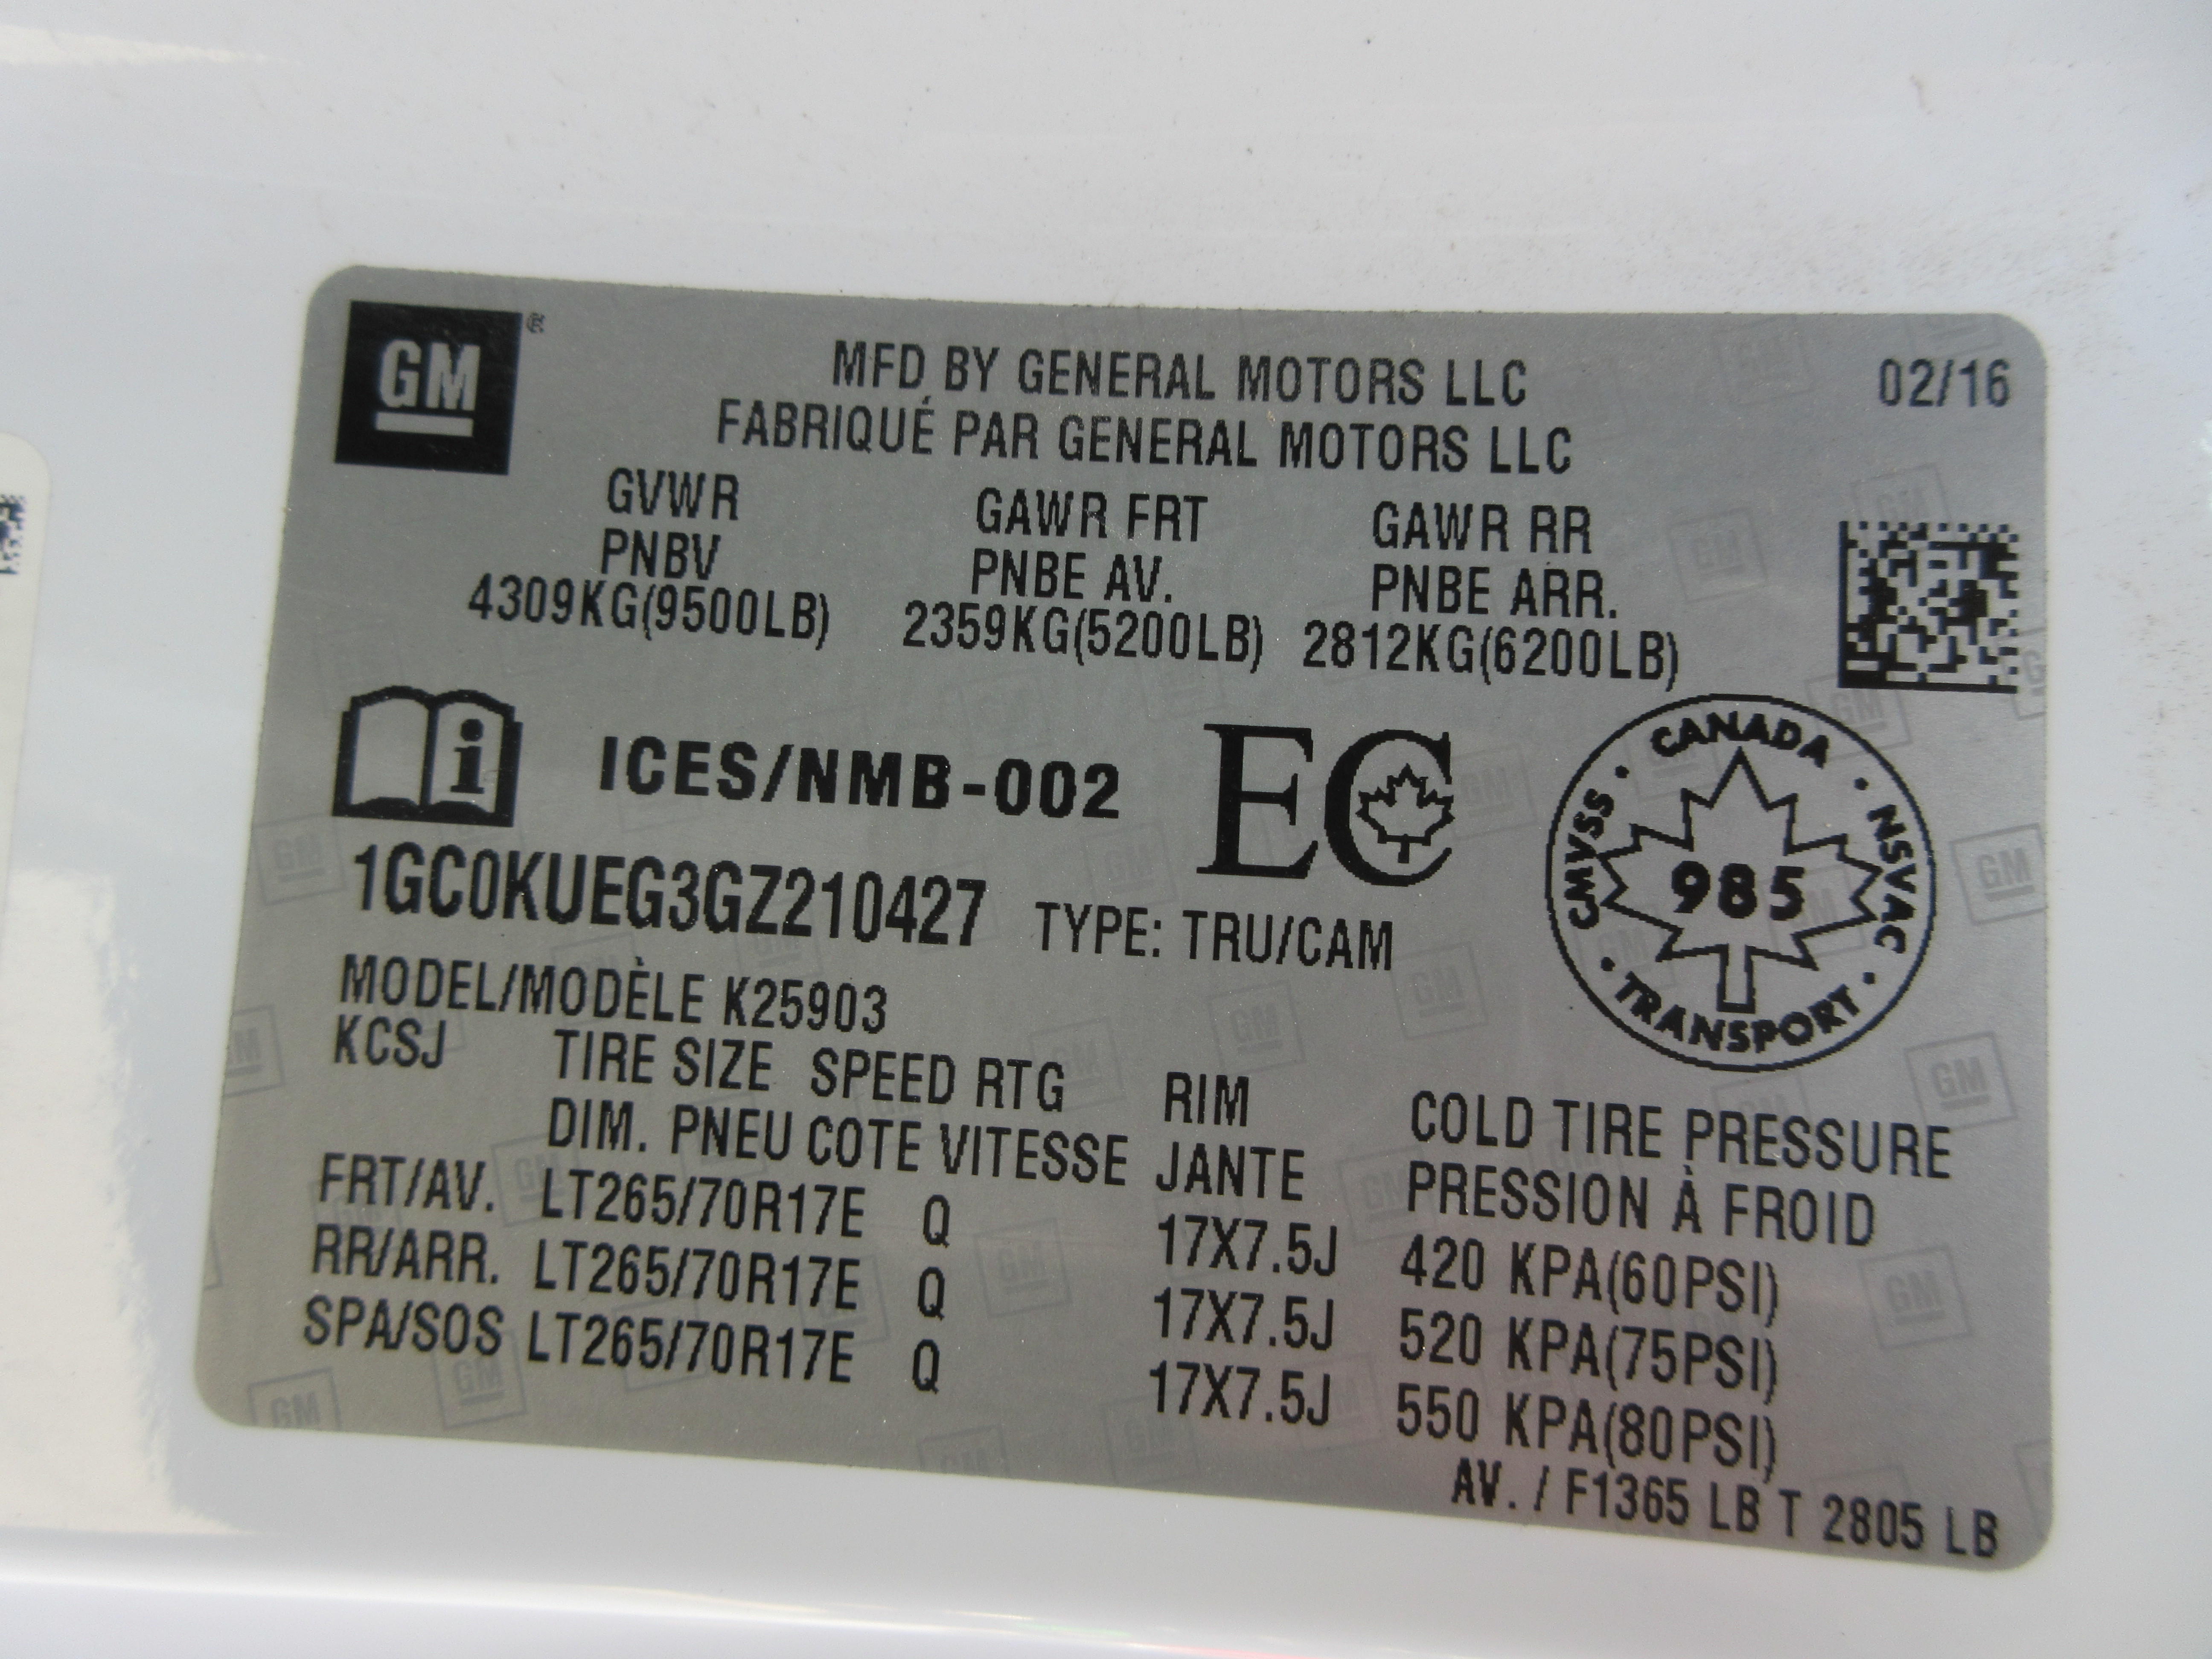 GM®
MFD BY GENERAL MOTORS LLC
02/16
FABRIQUÉ PAR GENERAL MOTORS LLC
GVWR GAWR FRT GAWR RR
PNBV PNBE AV. PNBE ARR.
4309KG(9500LB) 2359KG(5200LB) 2812KG(6200LB)
i ICES/NMB-002 EC
CANADA · NSVAC · TRANSPORT · CMVSS ·
985
1GC0KUEG3GZ210427 TYPE: TRU/CAM
MODEL/MODÈLE K25903
KCSJ TIRE SIZE SPEED RTG RIM COLD TIRE PRESSURE
DIM. PNEU COTE VITESSE JANTE PRESSION À FROID
FRT/AV. LT265/70R17E Q 17X7.5J 420 KPA(60PSI)
RR/ARR. LT265/70R17E Q 17X7.5J 520 KPA(75PSI)
SPA/SOS LT265/70R17E Q 17X7.5J 550 KPA(80PSI)
AV. / F1365 LB T 2805 LB